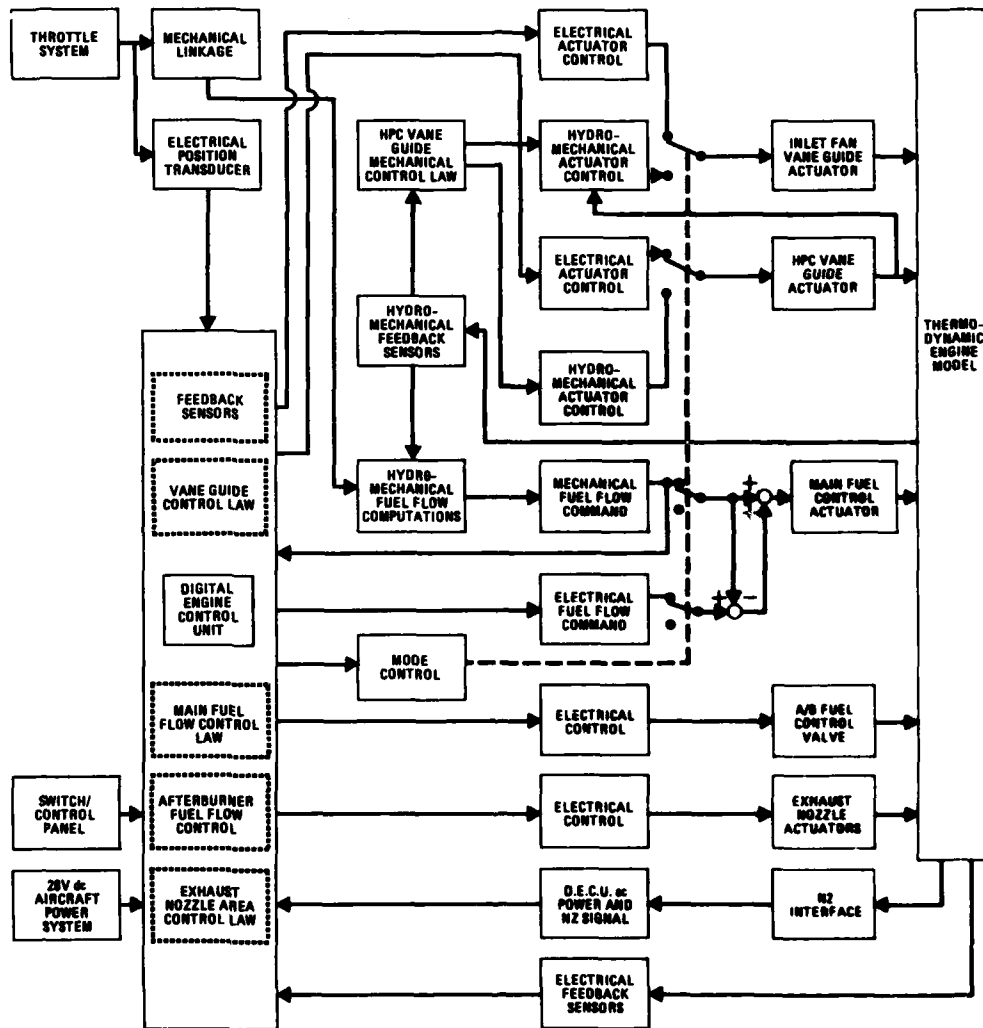 THROTTLE
SYSTEM
MECHANICAL
LINKAGE
ELECTRICAL
ACTUATOR
CONTROL
ELECTRICAL
POSITION
TRANSDUCER
HPC VANE
GUIDE
MECHANICAL
CONTROL LAW
HYDRO-
MECHANICAL
ACTUATOR
CONTROL
INLET FAN
VANE GUIDE
ACTUATOR
ELECTRICAL
ACTUATOR
CONTROL
HPC VANE
GUIDE
ACTUATOR
HYDRO-
MECHANICAL
FEEDBACK
SENSORS
THERMO-
DYNAMIC
ENGINE
MODEL
HYDRO-
MECHANICAL
ACTUATOR
CONTROL
FEEDBACK
SENSORS
VANE GUIDE
CONTROL LAW
HYDRO-
MECHANICAL
FUEL FLOW
COMPUTATIONS
MECHANICAL
FUEL FLOW
COMMAND
+
+
MAIN FUEL
CONTROL
ACTUATOR
DIGITAL
ENGINE
CONTROL
UNIT
ELECTRICAL
FUEL FLOW
COMMAND
+ -
MODE
CONTROL
MAIN FUEL
FLOW CONTROL
LAW
ELECTRICAL
CONTROL
A/B FUEL
CONTROL
VALVE
SWITCH/
CONTROL
PANEL
AFTERBURNER
FUEL FLOW
CONTROL
ELECTRICAL
CONTROL
EXHAUST
NOZZLE
ACTUATORS
28V dc
AIRCRAFT
POWER
SYSTEM
EXHAUST
NOZZLE AREA
CONTROL LAW
D.E.C.U. ac
POWER AND
N2 SIGNAL
N2
INTERFACE
ELECTRICAL
FEEDBACK
SENSORS